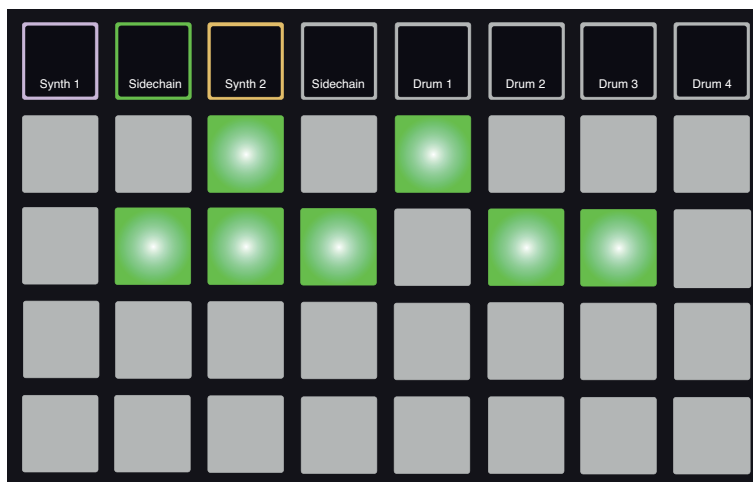 Synth 1
Sidechain
Synth 2
Sidechain
Drum 1
Drum 2
Drum 3
Drum 4